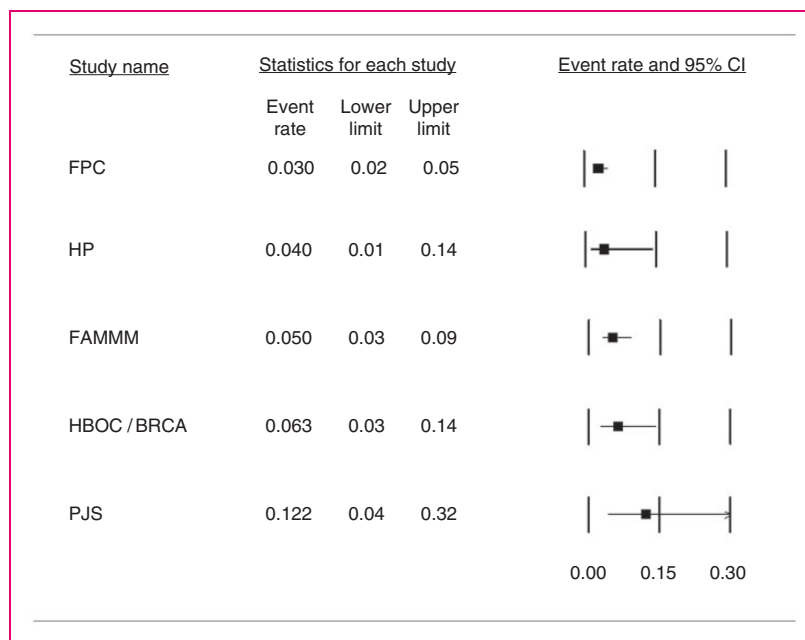 Study name Statistics for each study Event rate and 95% CI
Event rate Lower limit Upper limit
FPC 0.030 0.02 0.05
HP 0.040 0.01 0.14
FAMMM 0.050 0.03 0.09
HBOC / BRCA 0.063 0.03 0.14
PJS 0.122 0.04 0.32
0.00 0.15 0.30